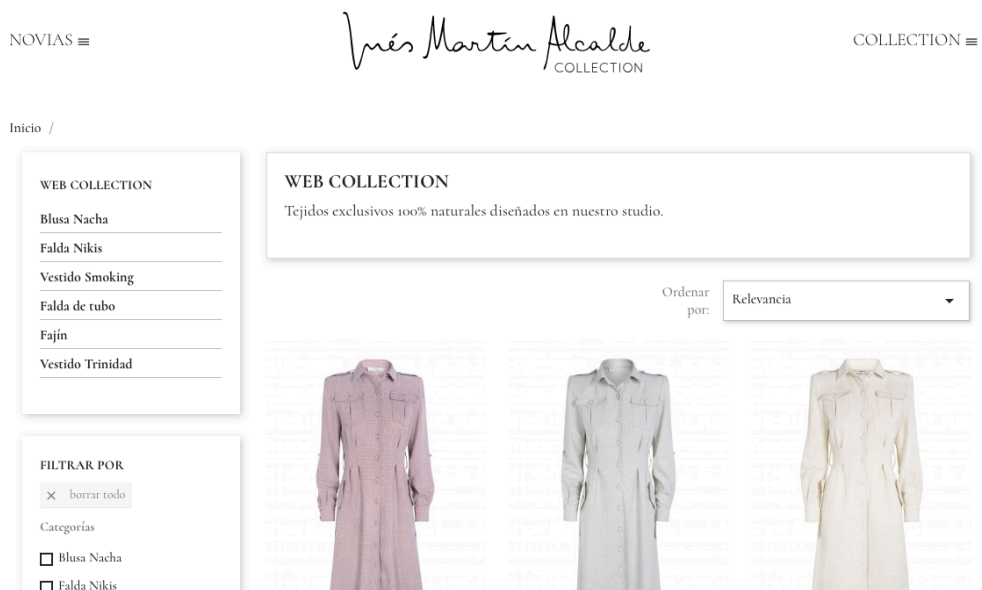 NOVIAS
Inés Martín Alcalde
COLLECTION
COLLECTION
Inicio /
WEB COLLECTION
Blusa Nacha
Falda Nikis
Vestido Smoking
Falda de tubo
Fajín
Vestido Trinidad
WEB COLLECTION
Tejidos exclusivos 100% naturales diseñados en nuestro studio.
Ordenar
por:
Relevancia
FILTRAR POR
borrar todo
Categorías
Blusa Nacha
Falda Nikis